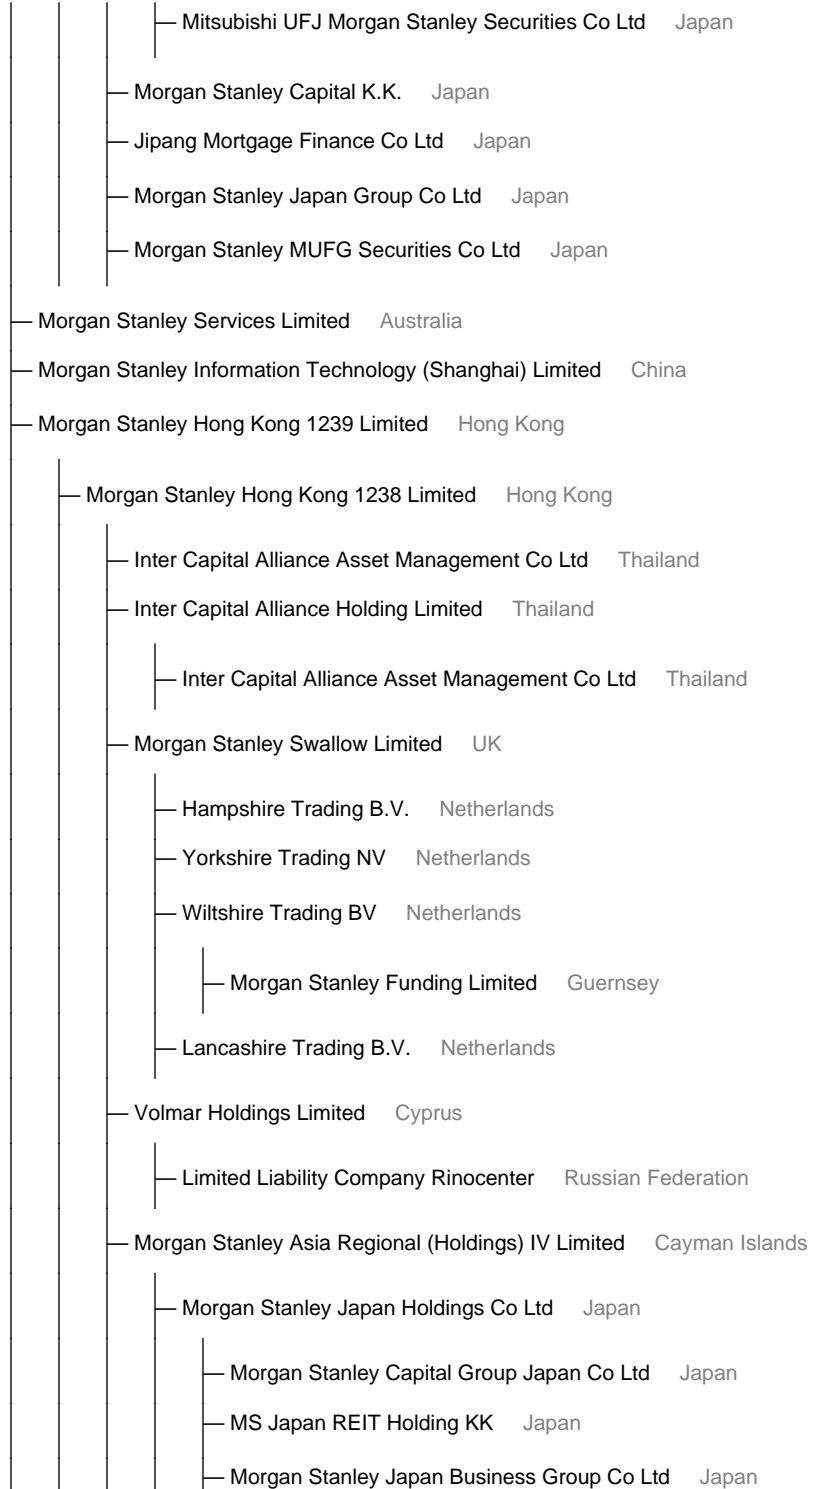 Mitsubishi UFJ Morgan Stanley Securities Co Ltd Japan
Morgan Stanley Capital K.K. Japan
Jipang Mortgage Finance Co Ltd Japan
Morgan Stanley Japan Group Co Ltd Japan
Morgan Stanley MUFG Securities Co Ltd Japan
Morgan Stanley Services Limited Australia
Morgan Stanley Information Technology (Shanghai) Limited China
Morgan Stanley Hong Kong 1239 Limited Hong Kong
Morgan Stanley Hong Kong 1238 Limited Hong Kong
Inter Capital Alliance Asset Management Co Ltd Thailand
Inter Capital Alliance Holding Limited Thailand
Inter Capital Alliance Asset Management Co Ltd Thailand
Morgan Stanley Swallow Limited UK
Hampshire Trading B.V. Netherlands
Yorkshire Trading NV Netherlands
Wiltshire Trading BV Netherlands
Morgan Stanley Funding Limited Guernsey
Lancashire Trading B.V. Netherlands
Volmar Holdings Limited Cyprus
Limited Liability Company Rinocenter Russian Federation
Morgan Stanley Asia Regional (Holdings) IV Limited Cayman Islands
Morgan Stanley Japan Holdings Co Ltd Japan
Morgan Stanley Capital Group Japan Co Ltd Japan
MS Japan REIT Holding KK Japan
Morgan Stanley Japan Business Group Co Ltd Japan